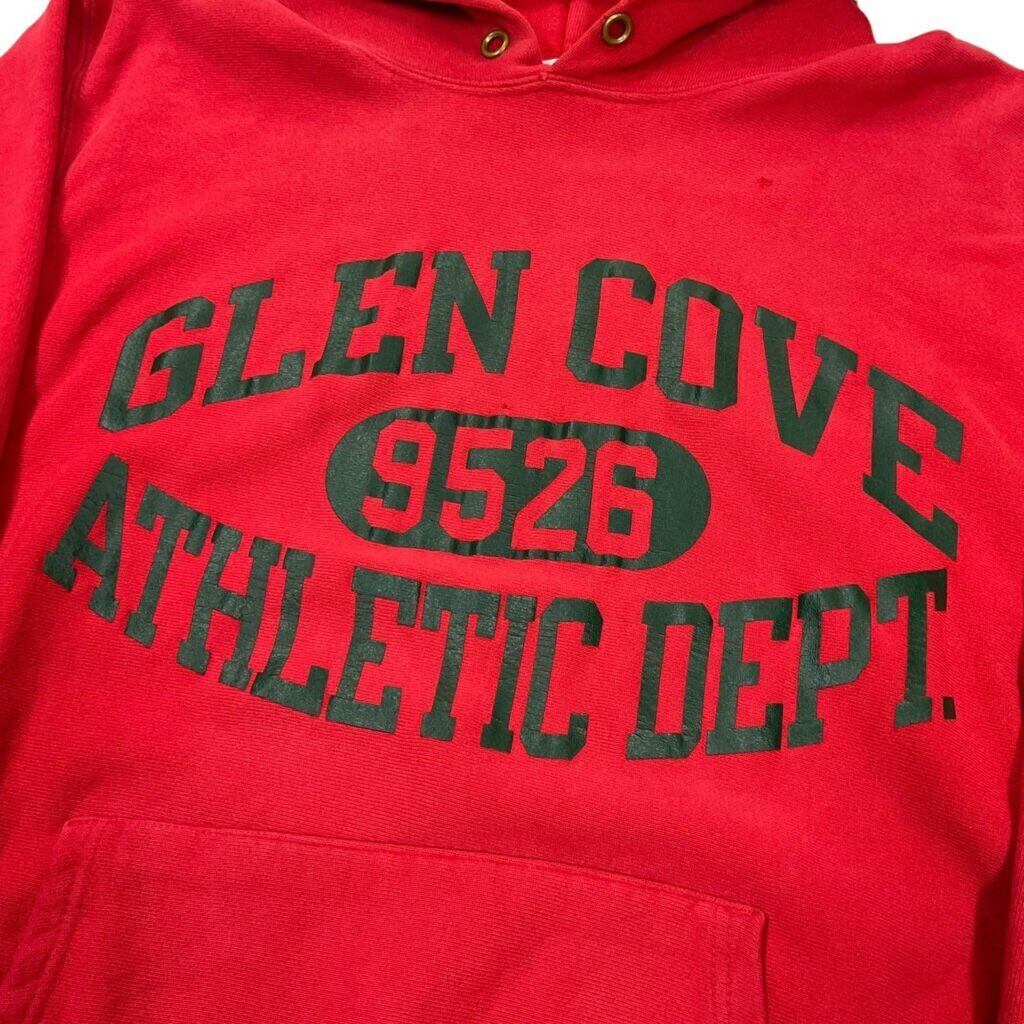 GLEN COVE
9526
ATHLETIC DEPT.